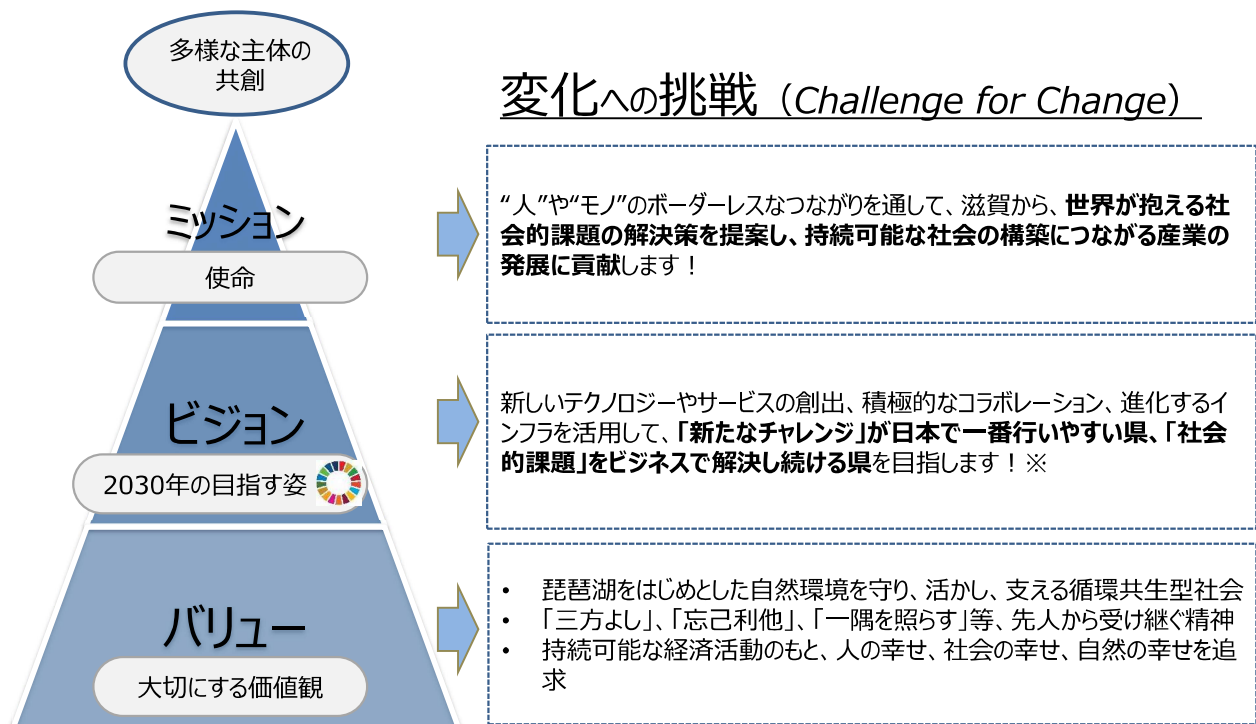 多様な主体の
共創
変化への挑戦（Challenge for Change）
ミッション
使命
“人”や“モノ”のボーダーレスなつながりを通して、滋賀から、世界が抱える社
会的課題の解決策を提案し、持続可能な社会の構築につながる産業の
発展に貢献します！
ビジョン
2030年の目指す姿
新しいテクノロジーやサービスの創出、積極的なコラボレーション、進化するイ
ンフラを活用して、「新たなチャレンジ」が日本で一番行いやすい県、「社会
的課題」をビジネスで解決し続ける県を目指します！※
バリュー
大切にする価値観
• 琵琶湖をはじめとした自然環境を守り、活かし、支える循環共生型社会
• 「三方よし」、「忘己利他」、「一隅を照らす」等、先人から受け継ぐ精神
• 持続可能な経済活動のもと、人の幸せ、社会の幸せ、自然の幸せを追
求